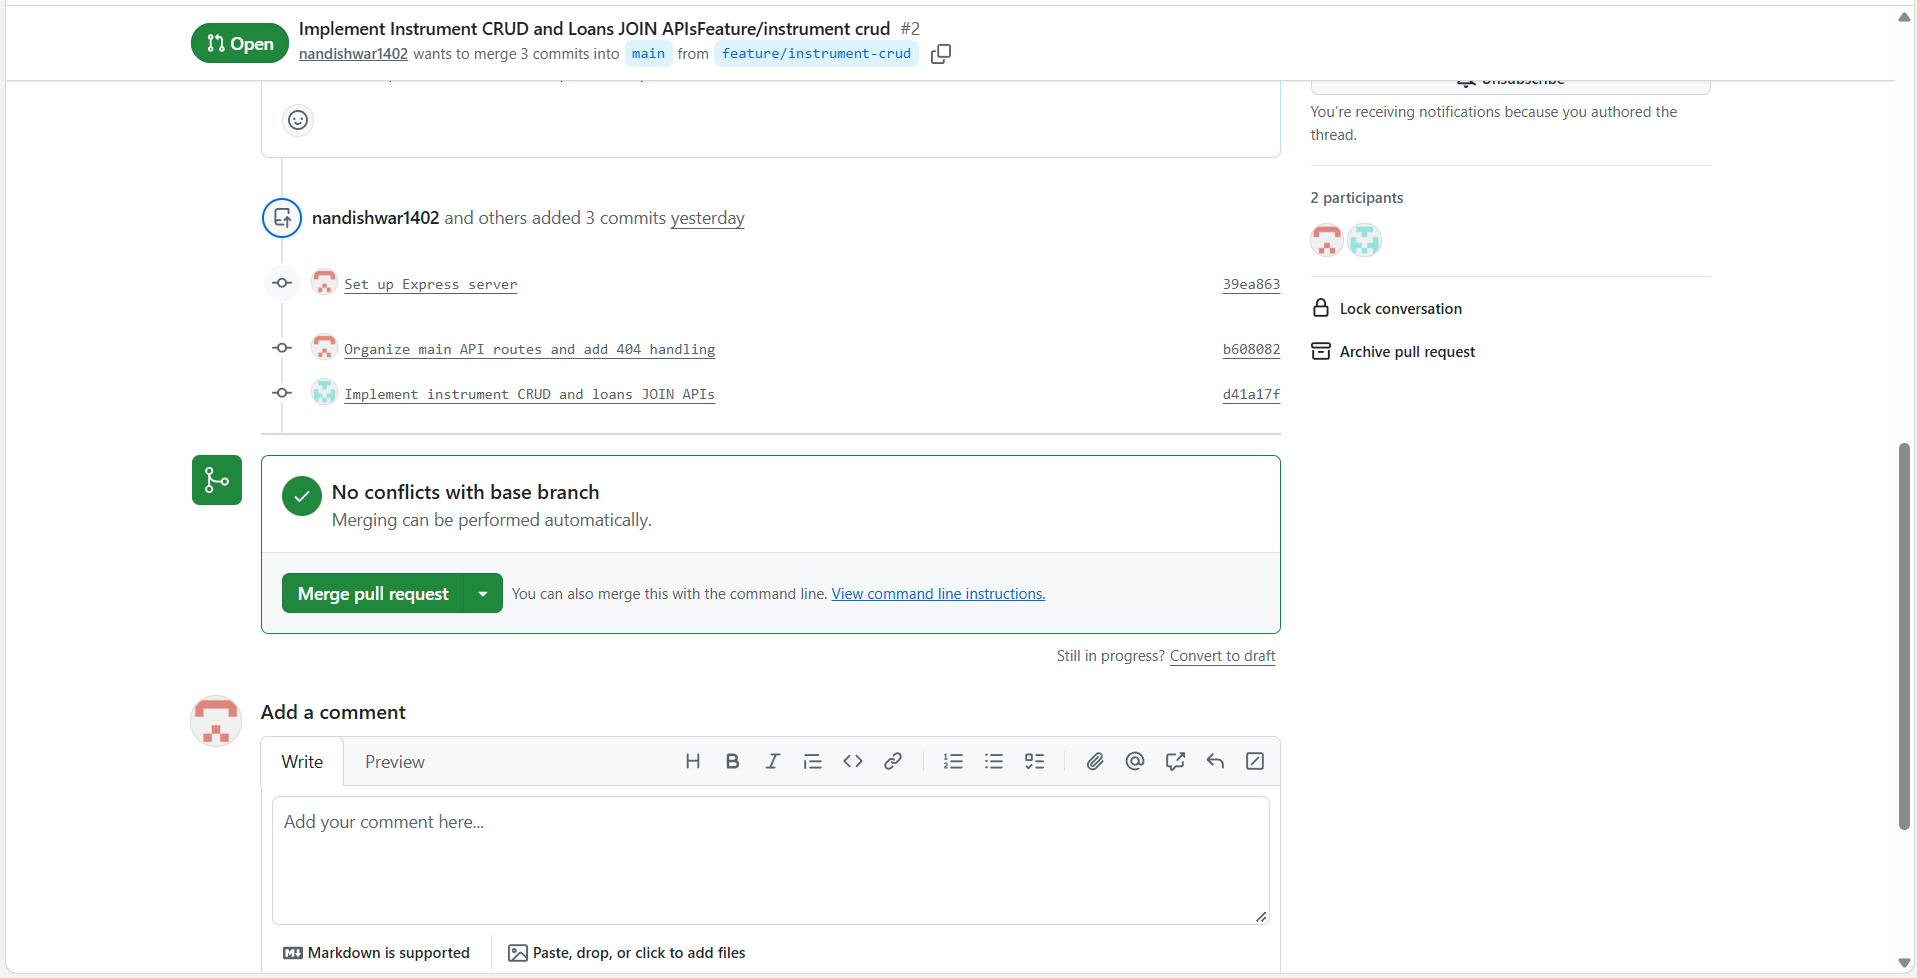 Open
Implement Instrument CRUD and Loans JOIN APIsFeature/instrument crud #2
nandishwar1402 wants to merge 3 commits into main from feature/instrument-crud
Unsubscribe
You're receiving notifications because you authored the
thread.
nandishwar1402 and others added 3 commits yesterday
Set up Express server 39ea863
Organize main API routes and add 404 handling b608082
Implement instrument CRUD and loans JOIN APIs d41a17f
2 participants
Lock conversation
Archive pull request
No conflicts with base branch
Merging can be performed automatically.
Merge pull request You can also merge this with the command line. View command line instructions.
Still in progress? Convert to draft
Add a comment
Write Preview
Add your comment here...
Markdown is supported Paste, drop, or click to add files